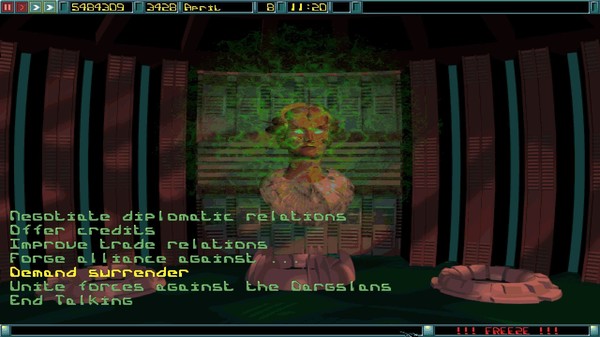 5984209 3428 April 8 11:20
Negotiate diplomatic relations
Offer credits
Improve trade relations
Forge alliance against ...
Demand surrender
Unite forces against the Dargslans
End Talking
!!! FREEZE !!!